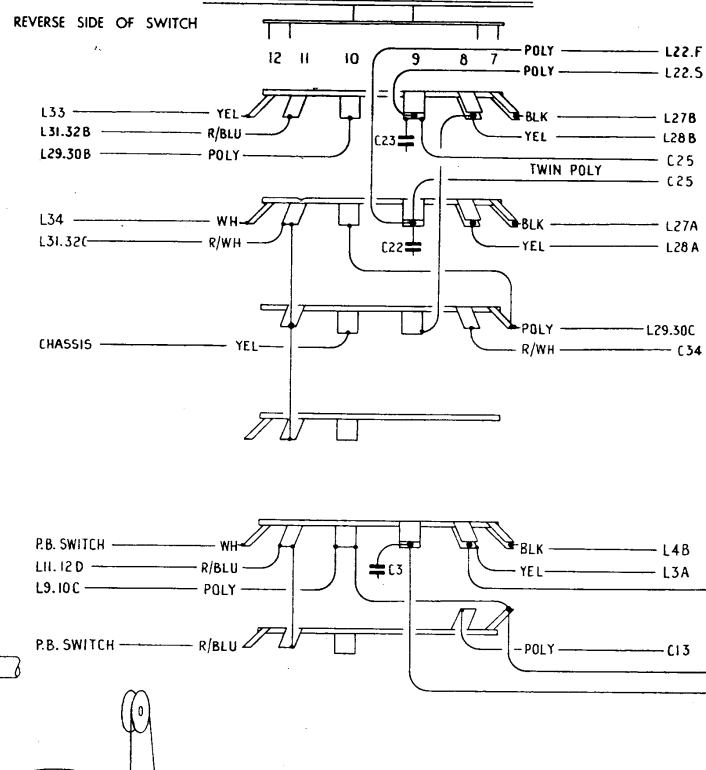 REVERSE SIDE OF SWITCH
12 11 10 9 8 7
POLY L22.F
POLY L22.S
L33 YEL BLK L27B
L31.32B R/BLU C23 YEL L28B
L29.30B POLY C25
TWIN POLY C25
L34 WH BLK L27A
L31.32C R/WH C22 YEL L28A
POLY L29.30C
CHASSIS YEL R/WH C34
P.B. SWITCH WH BLK L4B
L11.12D R/BLU C3 YEL L3A
L9.10C POLY
P.B. SWITCH R/BLU POLY C13